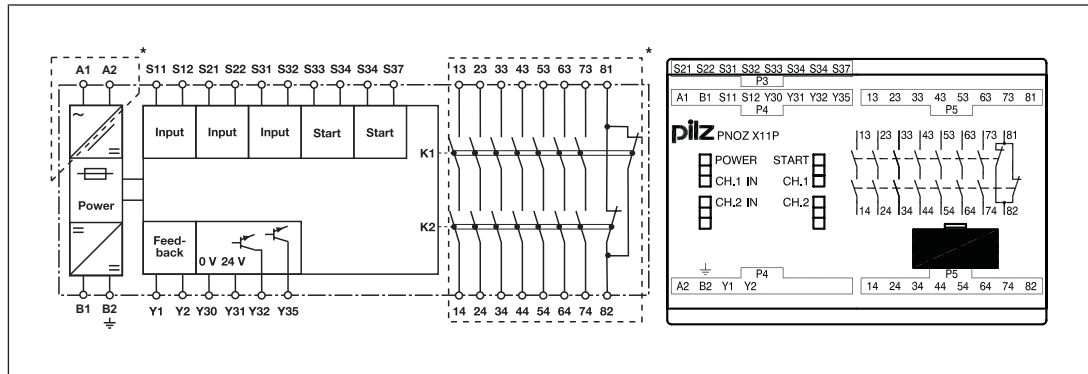 * *
A1 A2 S11 S12 S21 S22 S31 S32 S33 S34 S34 S37 13 23 33 43 53 63 73 81
~ =
Input Input Input Start Start
K1
Power
= =
Feed-
back
0 V 24 V
K2
B1 B2 Y1 Y2 Y30 Y31 Y32 Y35 14 24 34 44 54 64 74 82
S21 S22 S31 S32 S33 S34 S34 S37
P3
A1 B1 S11 S12 Y30 Y31 Y32 Y35 13 23 33 43 53 63 73 81
P4 P5
pilz PNOZ X11P
13 23 33 43 53 63 73 81
POWER START
CH.1 IN CH.1
CH.2 IN CH.2
14 24 34 44 54 64 74 82
P4 P5
A2 B2 Y1 Y2 14 24 34 44 54 64 74 82